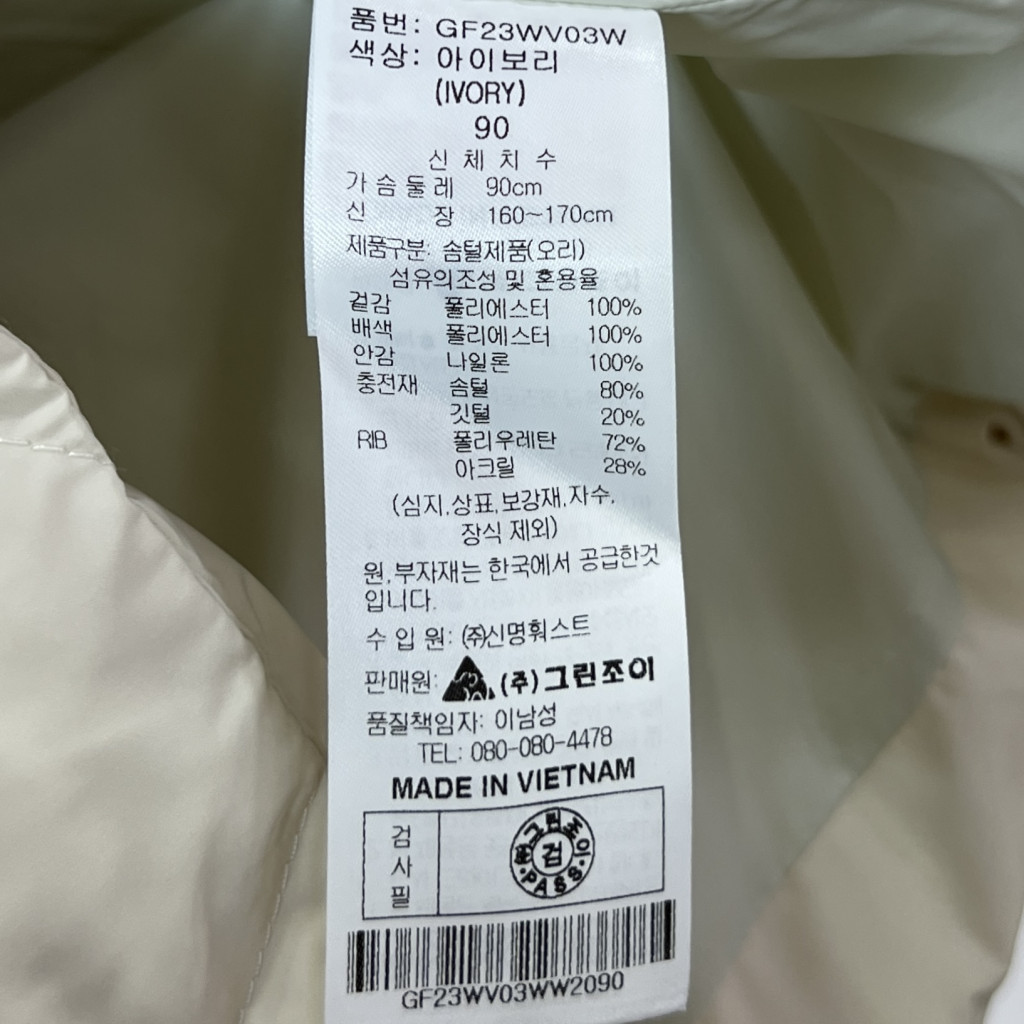 품번: GF23WV03W
색상: 아이보리
(IVORY)
90
신 체 치 수
가슴둘레 90cm
신 장 160~170cm
제품구분: 솜털제품(오리)
섬유의조성 및 혼용율
겉감 폴리에스터 100%
배색 폴리에스터 100%
안감 나일론 100%
충전재 솜털 80%
깃털 20%
RIB 폴리우레탄 72%
아크릴 28%
(심지,상표,보강재,자수,
장식 제외)
원,부자재는 한국에서 공급한것
입니다.
수 입 원: (주)신명훠스트
판매원: (주)그린조이
품질책임자: 이남성
TEL: 080-080-4478
MADE IN VIETNAM
검사필
(주)그린조이
검
PASS
GF23WV03WW2090